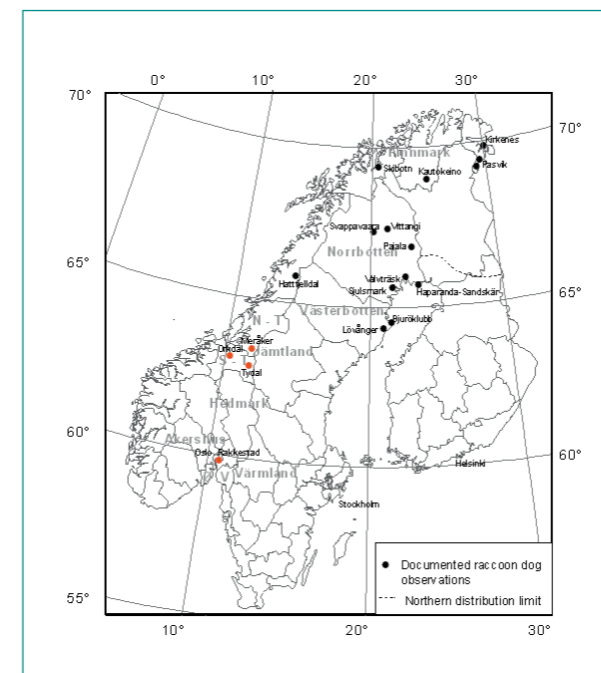 0° 10° 20° 30°
70° 70°
Kirkenes
Finnmark
Skibotn
Pasvik
Kautokeino
Svappavaara Vittangi
Pajala
Norrbotten
65° 65°
Valvträsk
Hattfjelldal
Sjulsmark
Haparanda-Sandskär
Västerbotten
N - T
Bjuröklubb
Lövånger
Meråker
Jämtland
Tydal
Hedmark
60° 60°
Akershus
Oslo Rakkestad
Helsinki
Värmland
Stockholm
Documented raccoon dog
observations
Northern distribution limit
55°
10° 20° 30°